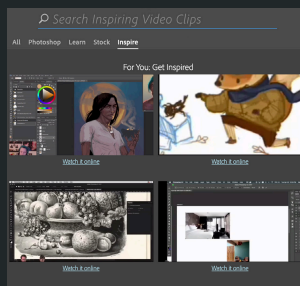 Search Inspiring Video Clips
All Photoshop Learn Stock Inspire
For You: Get Inspired
Watch it online Watch it online
Watch it online Watch it online